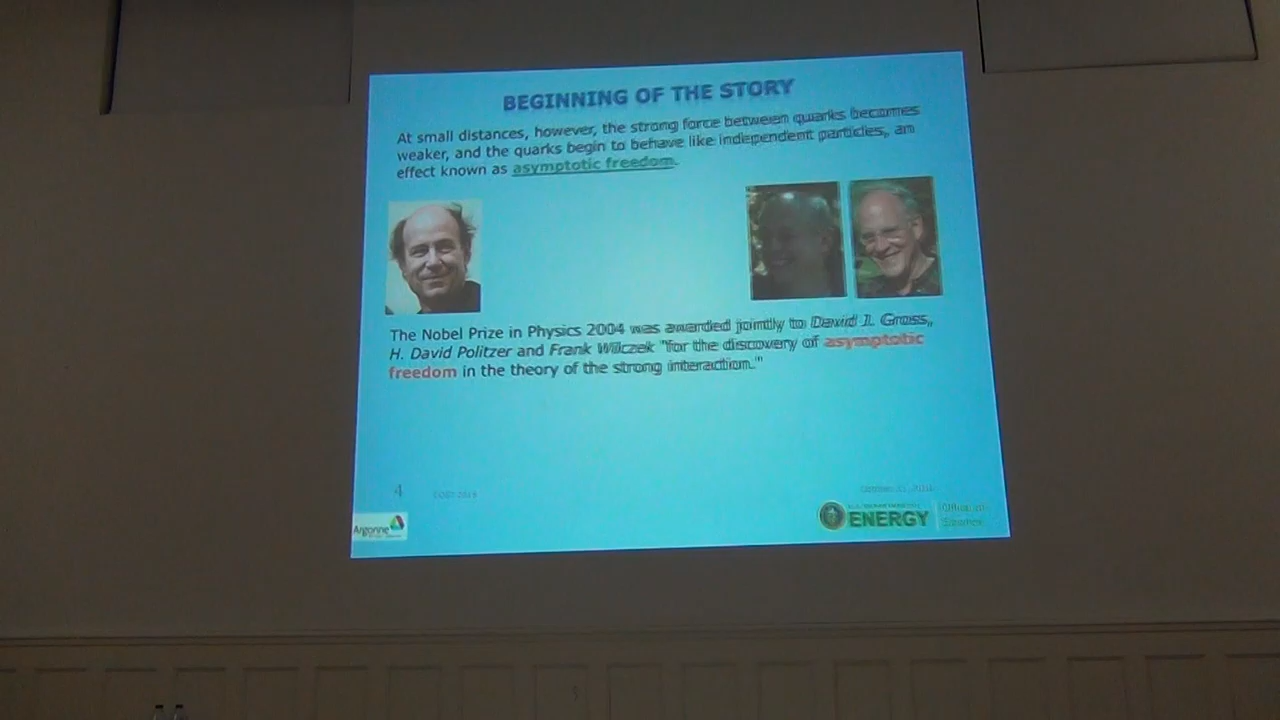 BEGINNING OF THE STORY
At small distances, however, the strong force between quarks becomes
weaker, and the quarks begin to behave like independent particles, an
effect known as asymptotic freedom.
The Nobel Prize in Physics 2004 was awarded jointly to David J. Gross,
H. David Politzer and Frank Wilczek "for the discovery of asymptotic
freedom in the theory of the strong interaction."
4
Argonne
ENERGY
Office of
Science